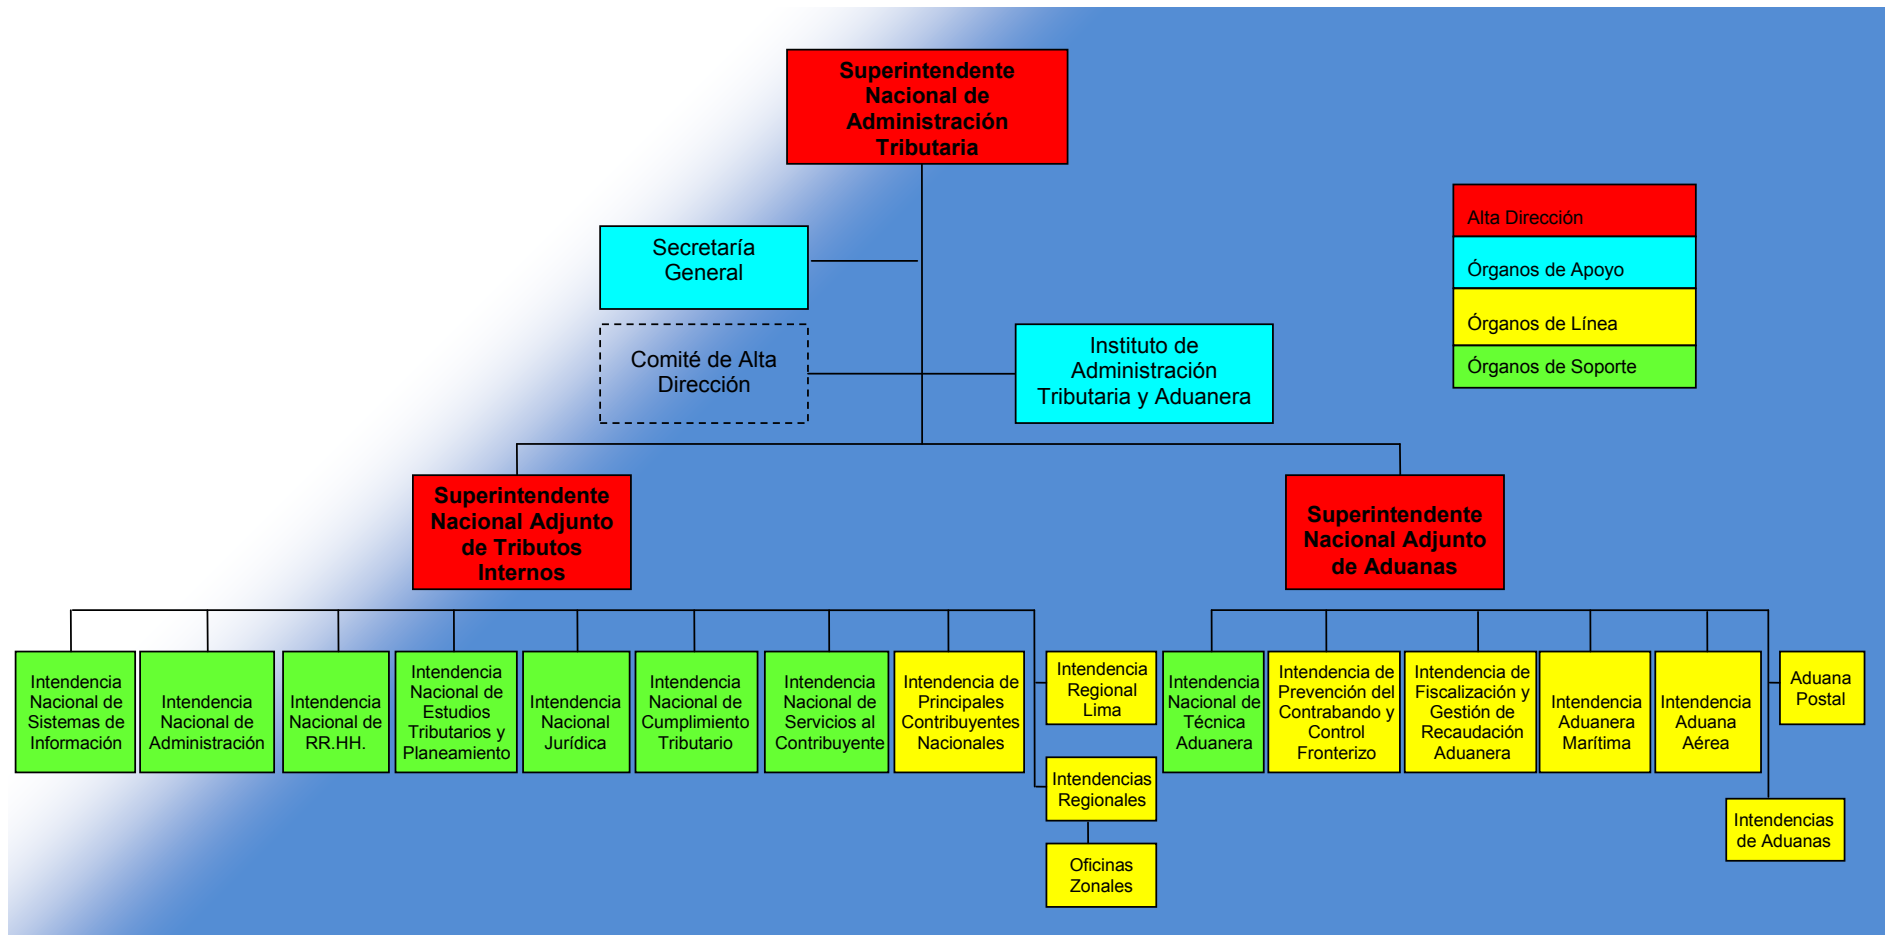 Superintendente
Nacional de
Administración
Tributaria
Secretaría
General
Comité de Alta
Dirección
Instituto de
Administración
Tributaria y Aduanera
Alta Dirección
Órganos de Apoyo
Órganos de Línea
Órganos de Soporte
Superintendente
Nacional Adjunto
de Tributos
Internos
Superintendente
Nacional Adjunto
de Aduanas
Intendencia
Nacional de
Sistemas de
Información
Intendencia
Nacional de
Administración
Intendencia
Nacional de
RR.HH.
Intendencia
Nacional de
Estudios
Tributarios y
Planeamiento
Intendencia
Nacional
Jurídica
Intendencia
Nacional de
Cumplimiento
Tributario
Intendencia
Nacional de
Servicios al
Contribuyente
Intendencia de
Principales
Contribuyentes
Nacionales
Intendencia
Regional
Lima
Intendencias
Regionales
Oficinas
Zonales
Intendencia
Nacional de
Técnica
Aduanera
Intendencia de
Prevención del
Contrabando y
Control
Fronterizo
Intendencia de
Fiscalización y
Gestión de
Recaudación
Aduanera
Intendencia
Aduanera
Marítima
Intendencia
Aduana
Aérea
Aduana
Postal
Intendencias
de Aduanas